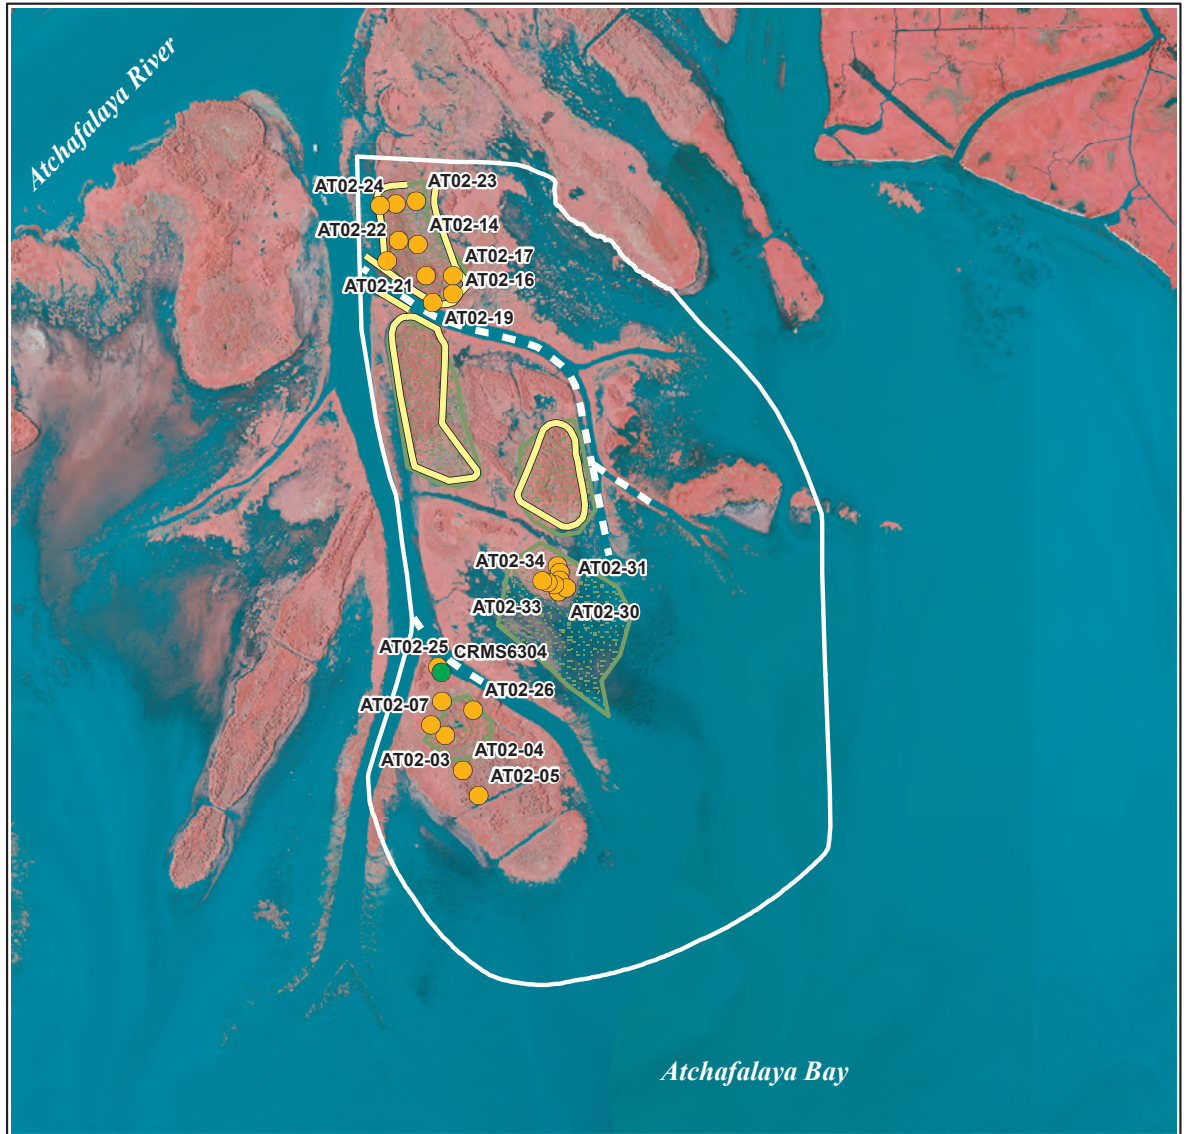 Atchafalaya River
AT02-24
AT02-23
AT02-22
AT02-14
AT02-17
AT02-16
AT02-21
AT02-19
AT02-34
AT02-31
AT02-33
AT02-30
AT02-25
CRMS6304
AT02-26
AT02-07
AT02-04
AT02-03
AT02-05
Atchafalaya Bay